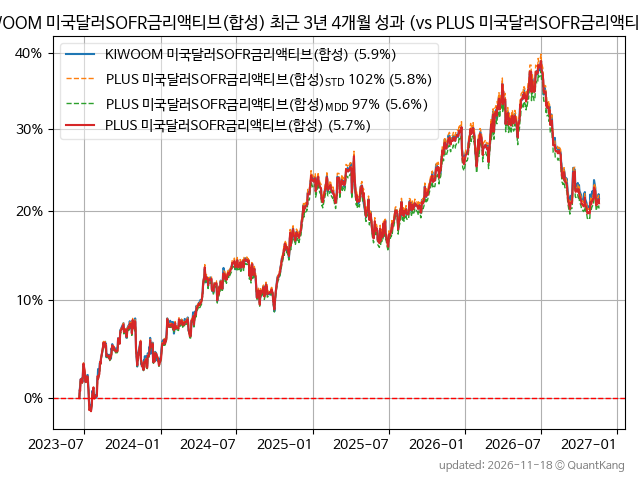 WOOM 미국달러SOFR금리액티브(합성) 최근 3년 4개월 성과 (vs PLUS 미국달러SOFR금리액티
KIWOOM 미국달러SOFR금리액티브(합성) (5.9%)
PLUS 미국달러SOFR금리액티브(합성)STD 102% (5.8%)
PLUS 미국달러SOFR금리액티브(합성)MDD 97% (5.6%)
PLUS 미국달러SOFR금리액티브(합성) (5.7%)
40%
30%
20%
10%
0%
2023-07 2024-01 2024-07 2025-01 2025-07 2026-01 2026-07 2027-01
updated: 2026-11-18 © QuantKang